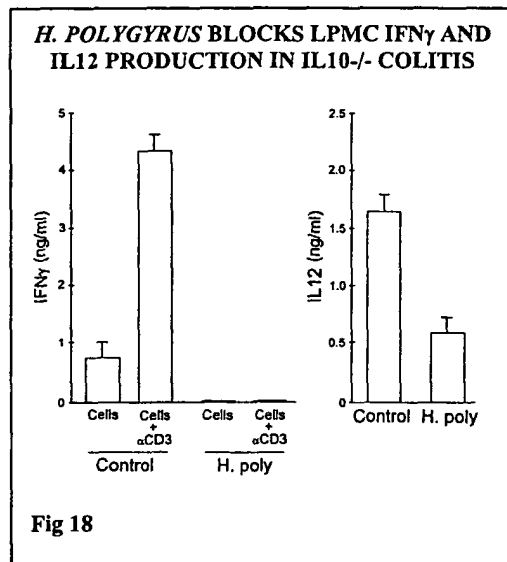 H. POLYGYRUS BLOCKS LPMC IFNγ AND
IL12 PRODUCTION IN IL10-/- COLITIS
IFNγ (ng/ml)
5
4
3
2
1
0
Cells
Cells
+
αCD3
Cells
Cells
+
αCD3
Control
H. poly
IL12 (ng/ml)
2.5
2.0
1.5
1.0
0.5
0
Control
H. poly
Fig 18